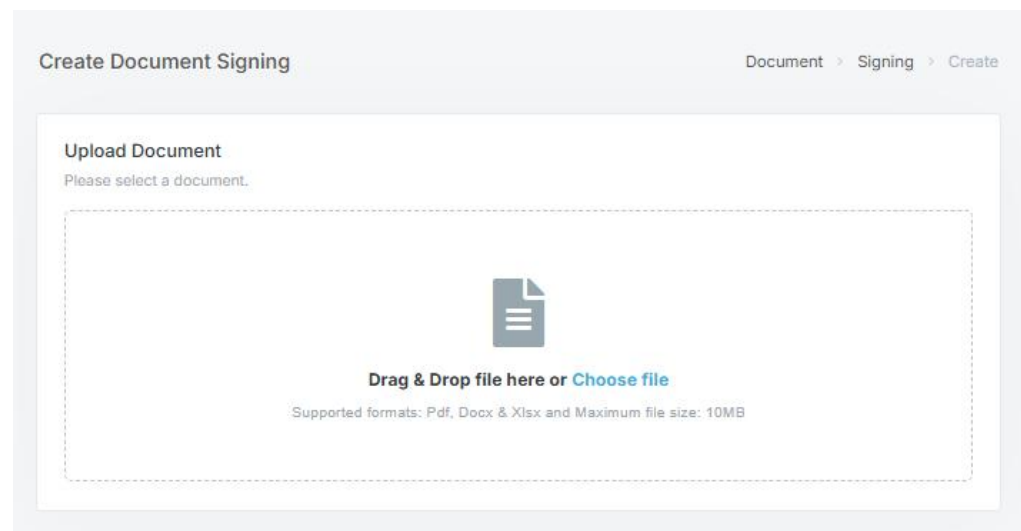 Create Document Signing
Document > Signing > Create
Upload Document
Please select a document.
Drag & Drop file here or Choose file
Supported formats: Pdf, Docx & Xlsx and Maximum file size: 10MB